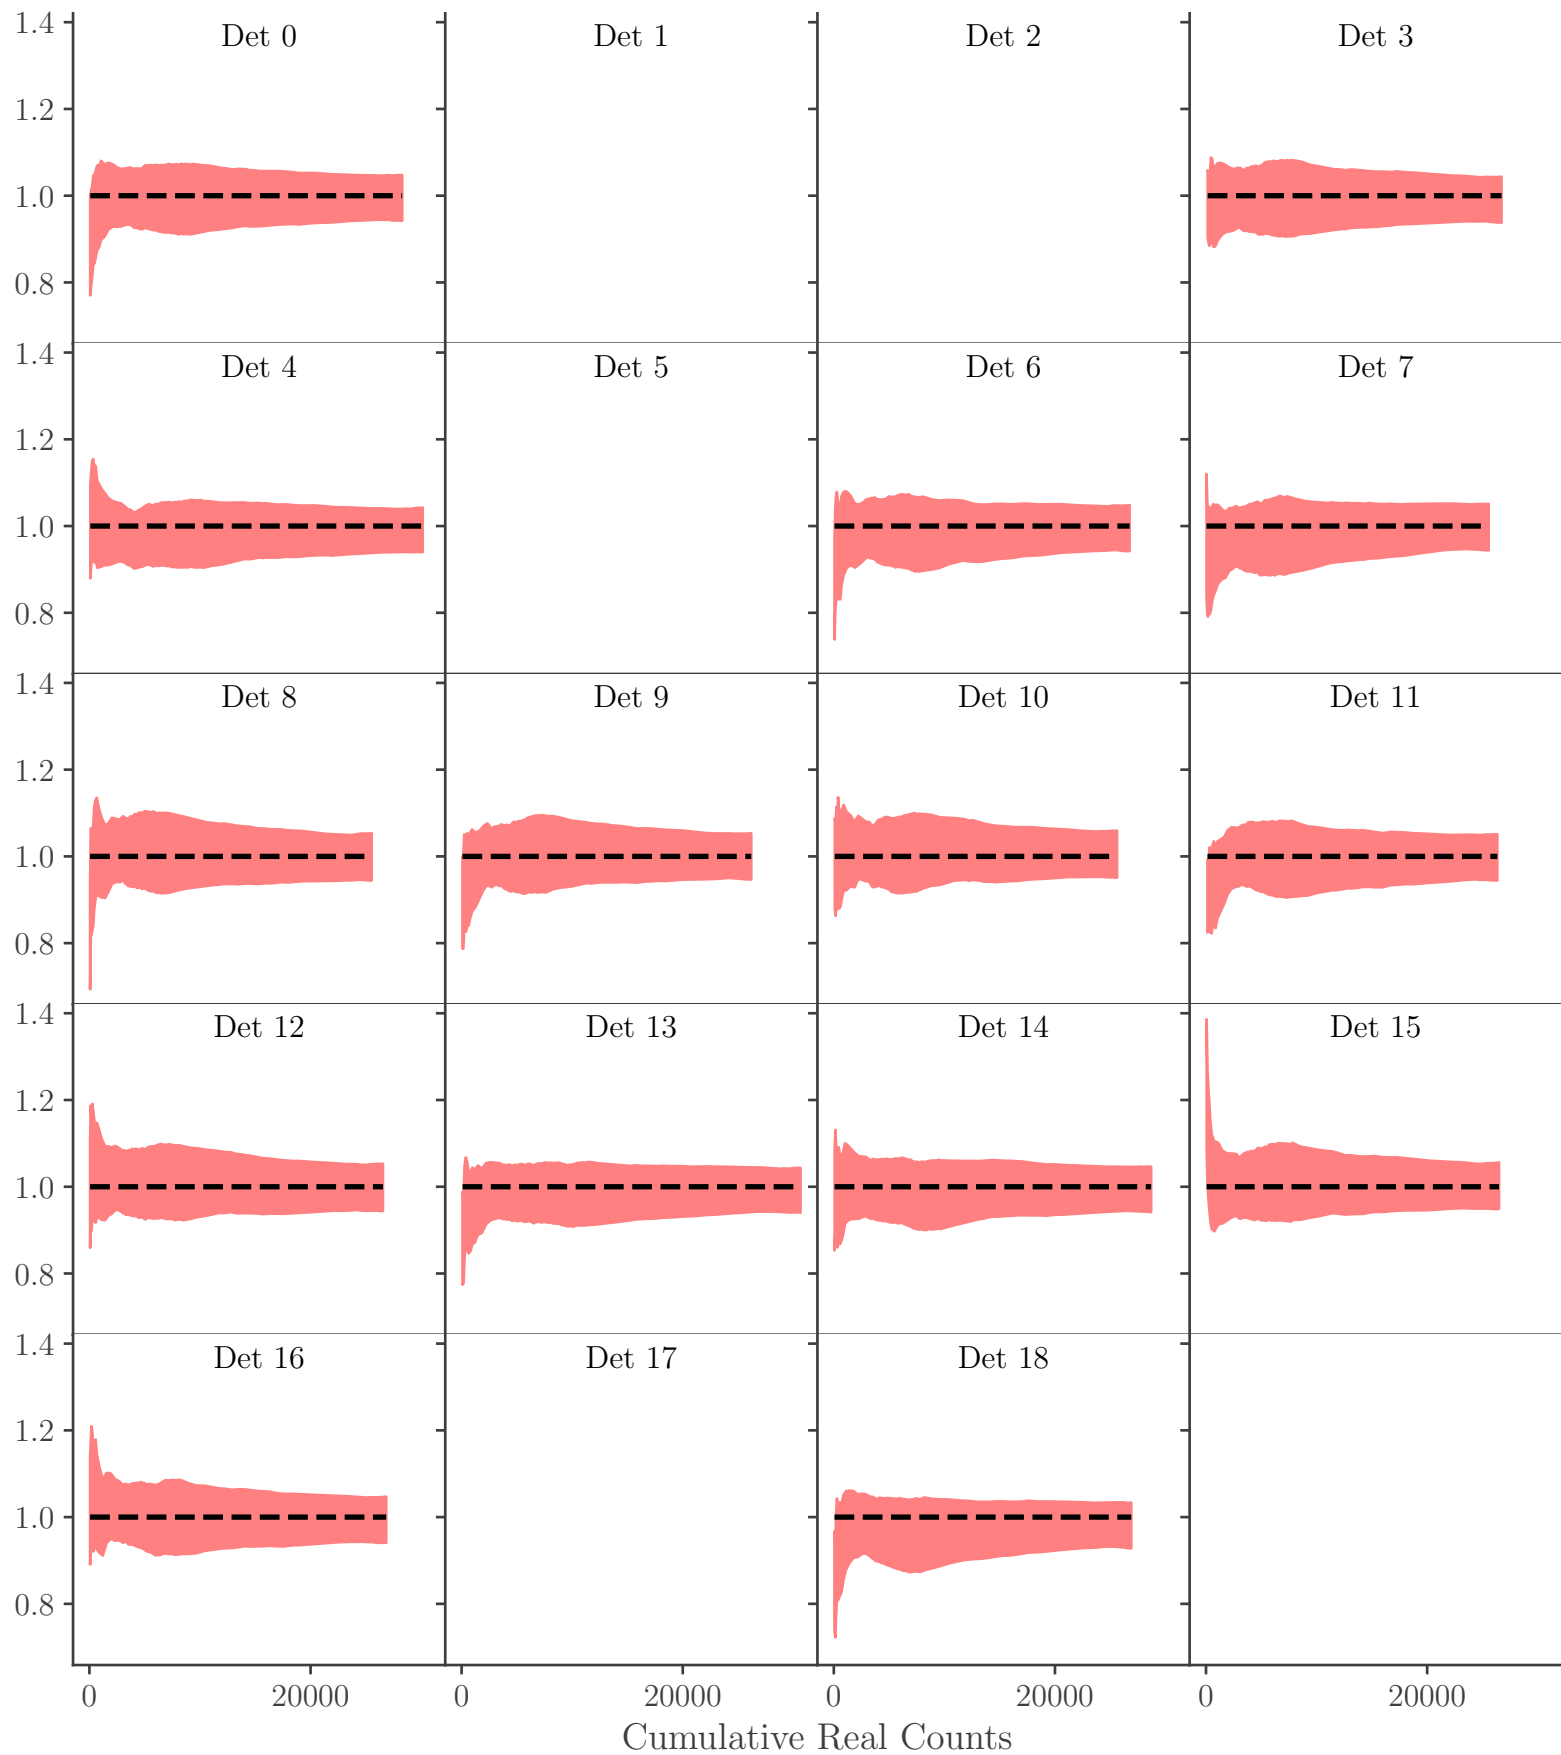 1.4 Det 0 Det 1 Det 2 Det 3
1.2
1.0
0.8
1.4 Det 4 Det 5 Det 6 Det 7
1.2
1.0
0.8
1.4 Det 8 Det 9 Det 10 Det 11
1.2
1.0
0.8
1.4 Det 12 Det 13 Det 14 Det 15
1.2
1.0
0.8
1.4 Det 16 Det 17 Det 18
1.2
1.0
0.8
0 20000 0 20000 0 20000 0 20000
Cumulative Real Counts